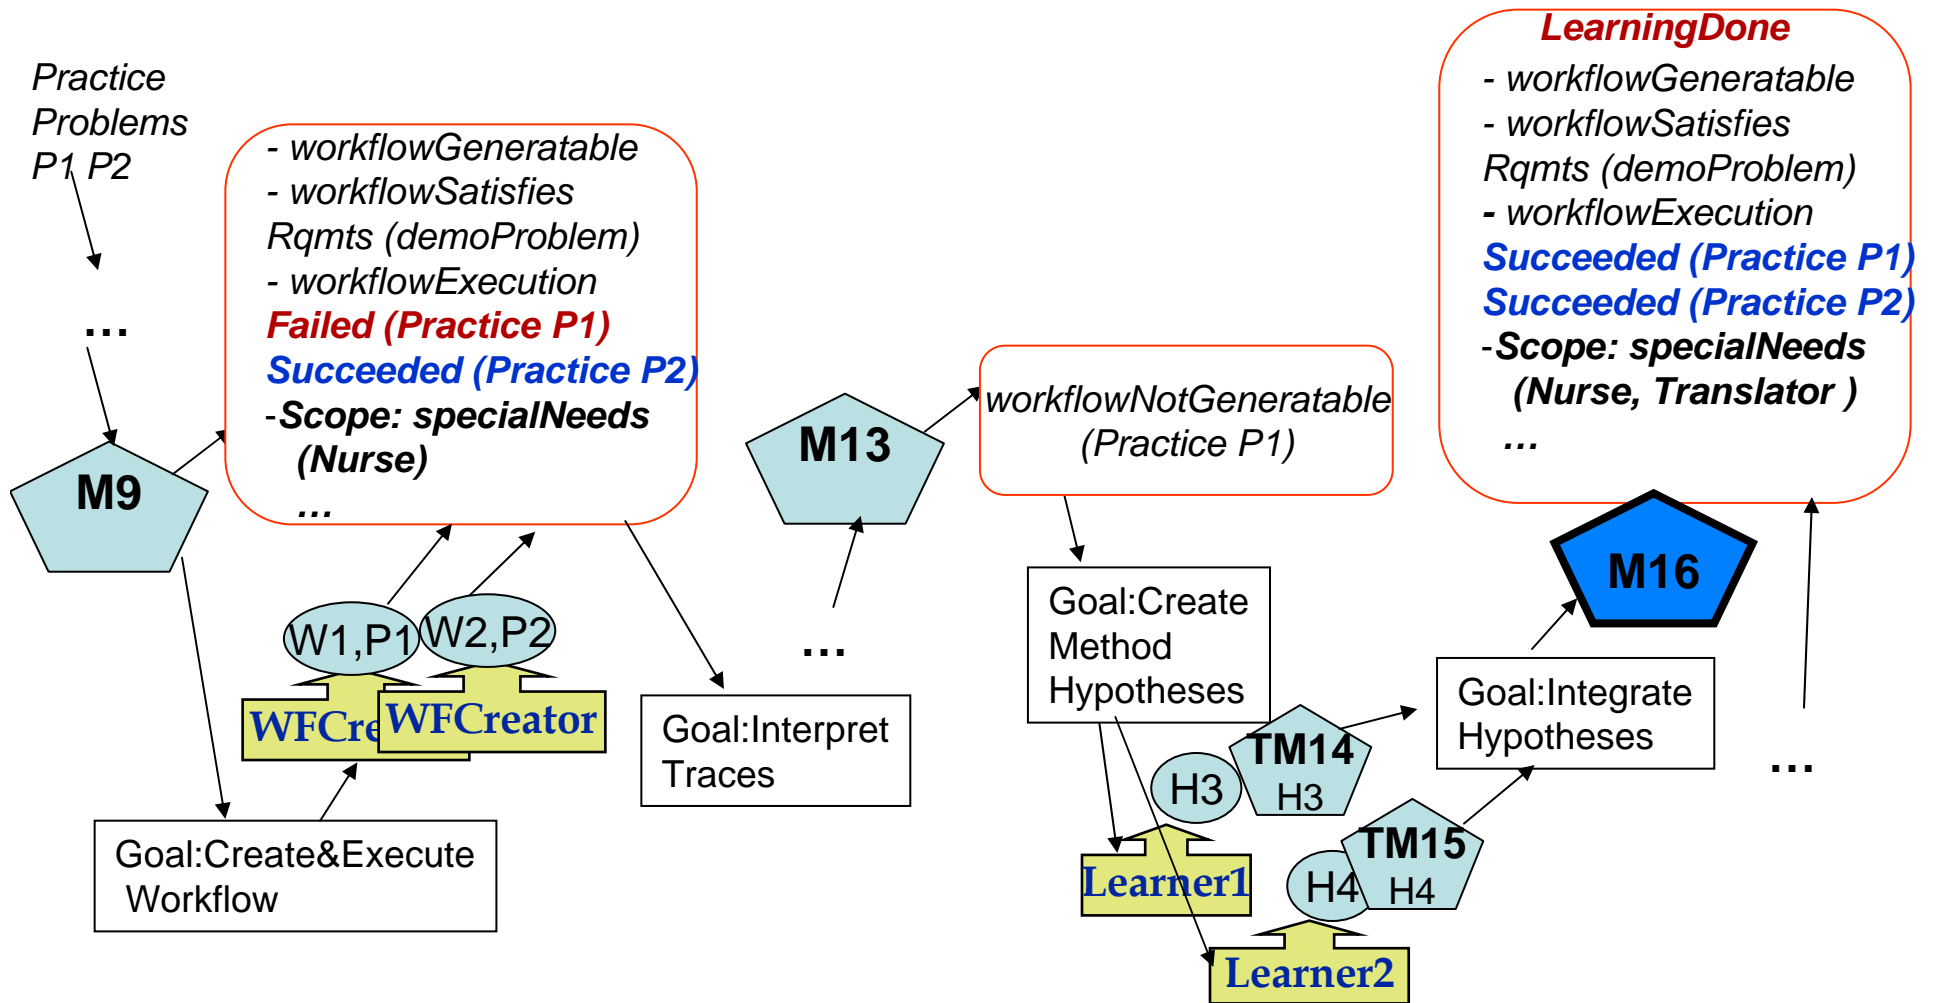 Practice
Problems
P1 P2
...
M9
- workflowGeneratable
- workflowSatisfies
Rqmts (demoProblem)
- workflowExecution
Failed (Practice P1)
Succeeded (Practice P2)
-Scope: specialNeeds
(Nurse)
...
W1,P1
W2,P2
WFCre
WFCreator
Goal:Create&Execute
Workflow
Goal:Interpret
Traces
...
M13
workflowNotGeneratable
(Practice P1)
Goal:Create
Method
Hypotheses
H3
TM14
H3
Learner1
H4
TM15
H4
Learner2
Goal:Integrate
Hypotheses
M16
...
LearningDone
- workflowGeneratable
- workflowSatisfies
Rqmts (demoProblem)
- workflowExecution
Succeeded (Practice P1)
Succeeded (Practice P2)
-Scope: specialNeeds
(Nurse, Translator )
...